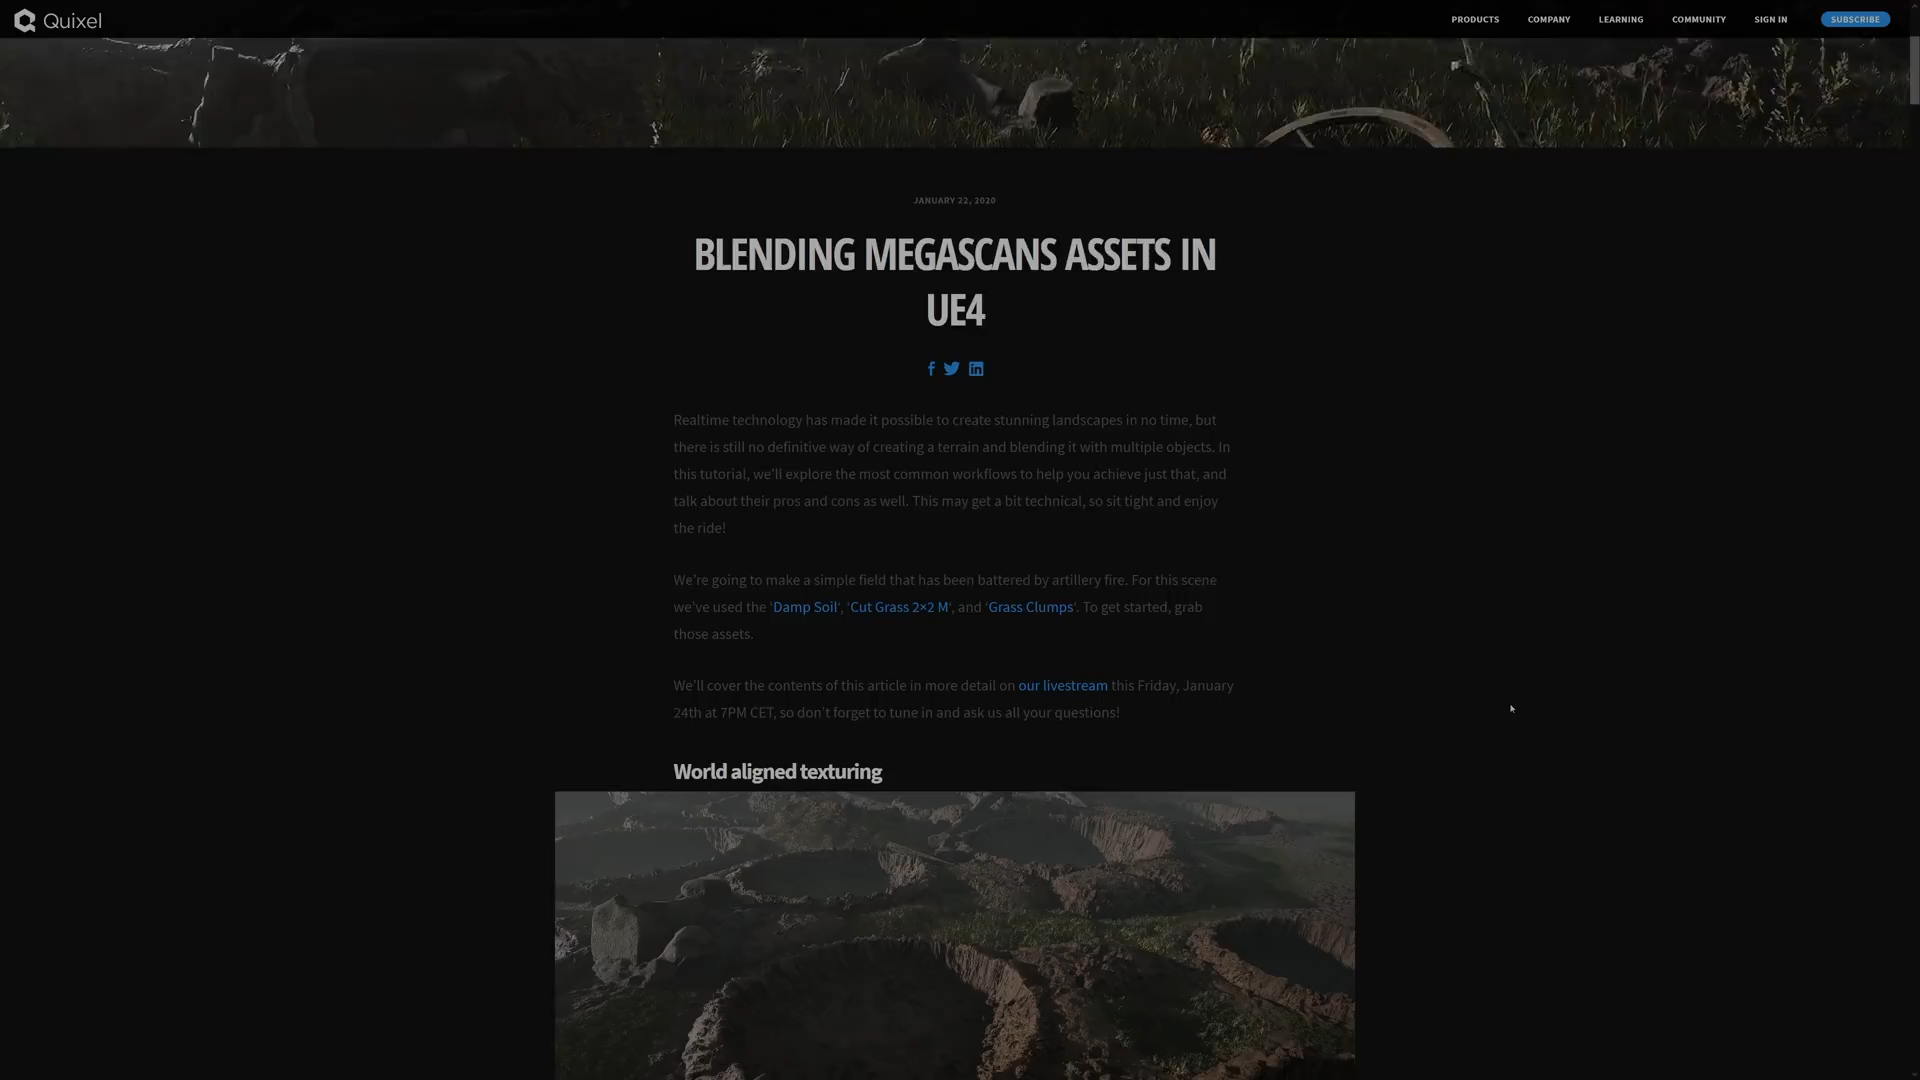 Quixel
PRODUCTS
COMPANY
LEARNING
COMMUNITY
SIGN IN
SUBSCRIBE
JANUARY 22, 2020
BLENDING MEGASCANS ASSETS IN
UE4
Realtime technology has made it possible to create stunning landscapes in no time, but
there is still no definitive way of creating a terrain and blending it with multiple objects. In
this tutorial, we'll explore the most common workflows to help you achieve just that, and
talk about their pros and cons as well. This may get a bit technical, so sit tight and enjoy
the ride!
We're going to make a simple field that has been battered by artillery fire. For this scene
we've used the 'Damp Soil', 'Cut Grass 2×2 M', and 'Grass Clumps'. To get started, grab
those assets.
We'll cover the contents of this article in more detail on our livestream this Friday, January
24th at 7PM CET, so don't forget to tune in and ask us all your questions!
World aligned texturing